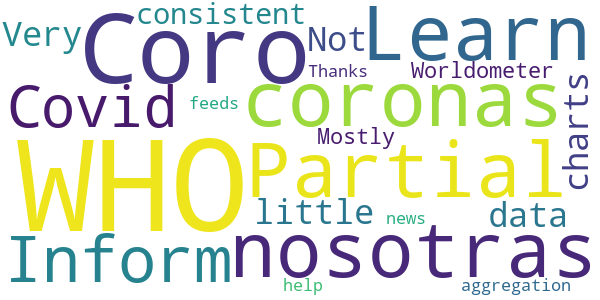 Very consistent Not Learn
Coro
Thanks Worldometer
Covid feeds coronas charts
Mostly
WHO Partial
little news data
Inform nosotras
help aggregation